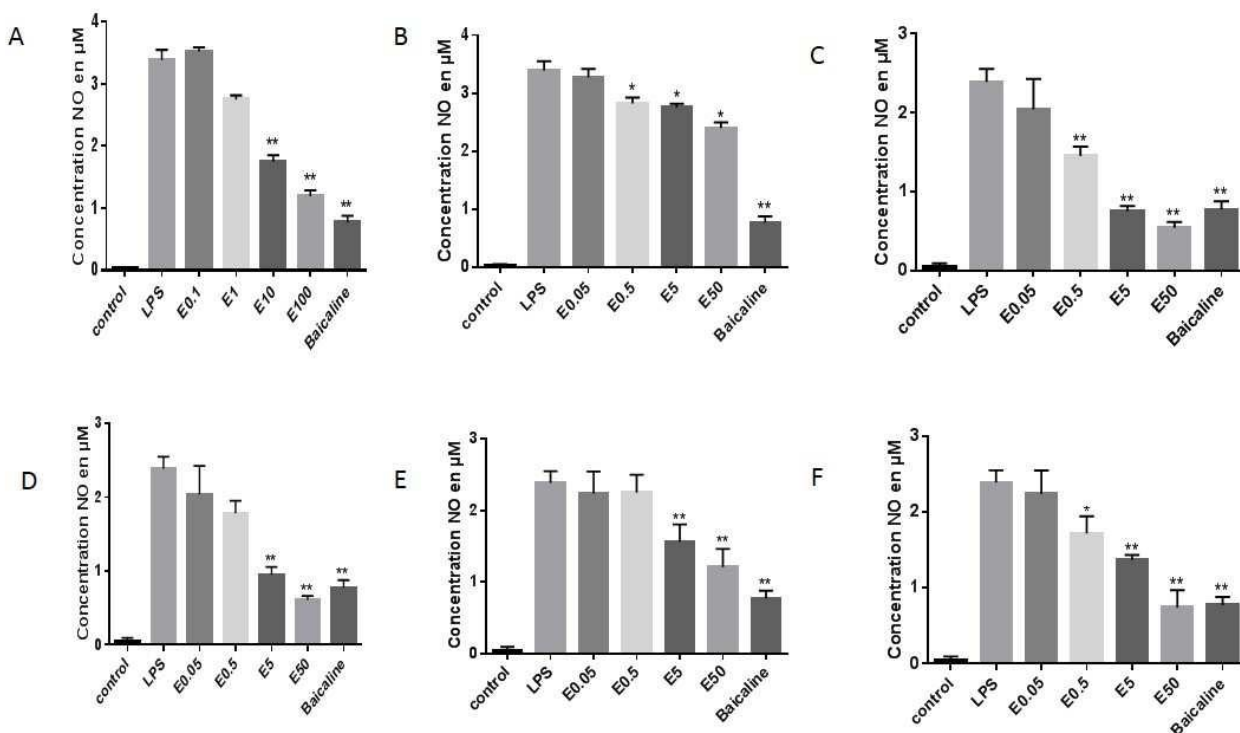 A
Concentration NO en µM
4
3
2
1
0
**
**
**
control
LPS
E0.1
E1
E10
E100
Baicaline
B
Concentration NO en µM
4
3
2
1
0
*
*
*
**
control
LPS
E0.05
E0.5
E5
E50
Baicaline
C
Concentration NO en µM
3
2
1
0
**
**
**
**
control
LPS
E0.05
E0.5
E5
E50
Baicaline
D
Concentration NO en µM
3
2
1
0
**
**
**
control
LPS
E0.05
E0.5
E5
E50
Baicaline
E
Concentration NO en µM
3
2
1
0
**
**
**
control
LPS
E0.05
E0.5
E5
E50
Baicaline
F
Concentration NO en µM
3
2
1
0
*
**
**
**
control
LPS
E0.05
E0.5
E5
E50
Baicaline